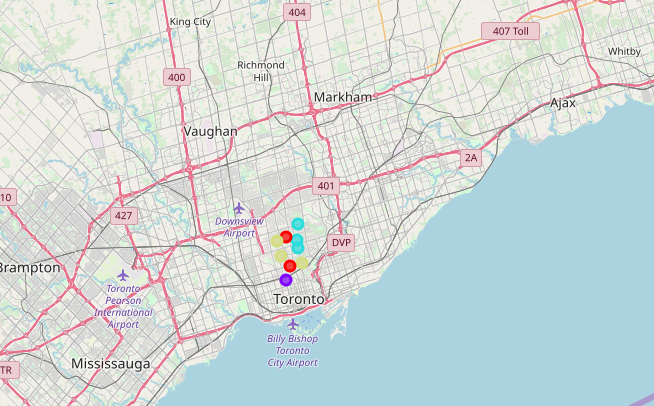 404
King City
407 Toll
Whitby
Richmond
Hill
400
Markham
Ajax
Vaughan
2A
401
10
427
Downsview
Airport
DVP
Brampton
Toronto
Pearson
International
Airport
Toronto
Billy Bishop
Toronto
City Airport
Mississauga
TR